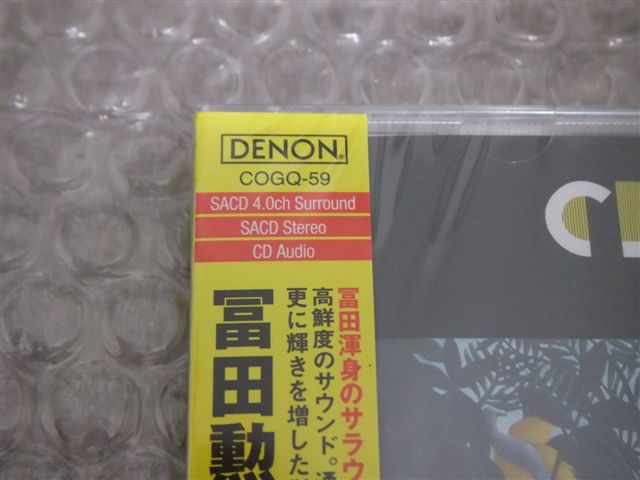 DENON
COGQ-59
SACD 4.0ch Surround
SACD Stereo
CD Audio
冨田渾身のサラウ
高鮮度のサウンド。
更に輝きを増した
冨田勲